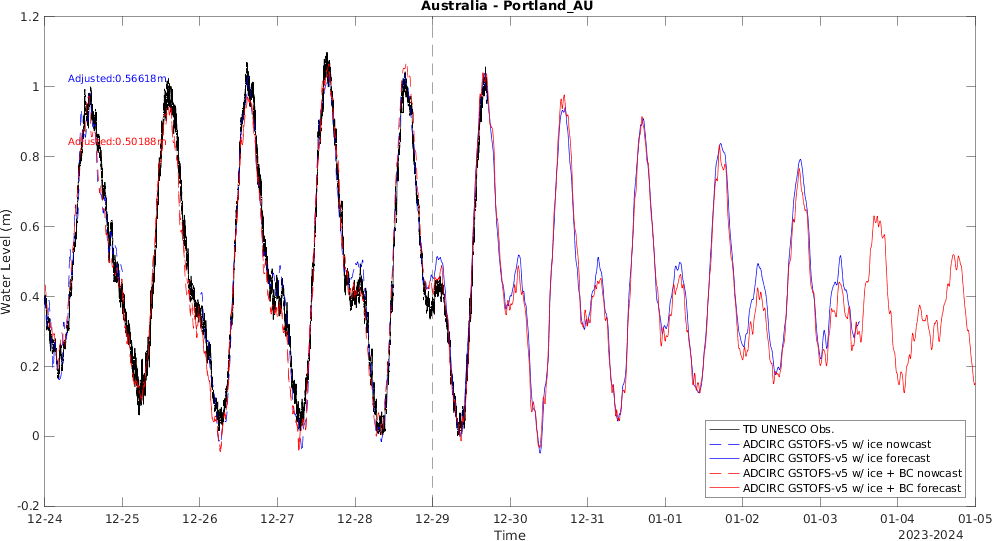 Australia - Portland_AU
1.2
1
0.8
0.6
0.4
0.2
0
-0.2
Water Level (m)
Adjusted:0.56618m
Adjusted:0.50188m
TD UNESCO Obs.
ADCIRC GSTOFS-v5 w/ ice nowcast
ADCIRC GSTOFS-v5 w/ ice forecast
ADCIRC GSTOFS-v5 w/ ice + BC nowcast
ADCIRC GSTOFS-v5 w/ ice + BC forecast
12-24 12-25 12-26 12-27 12-28 12-29 12-30 12-31 01-01 01-02 01-03 01-04 01-05
Time
2023-2024